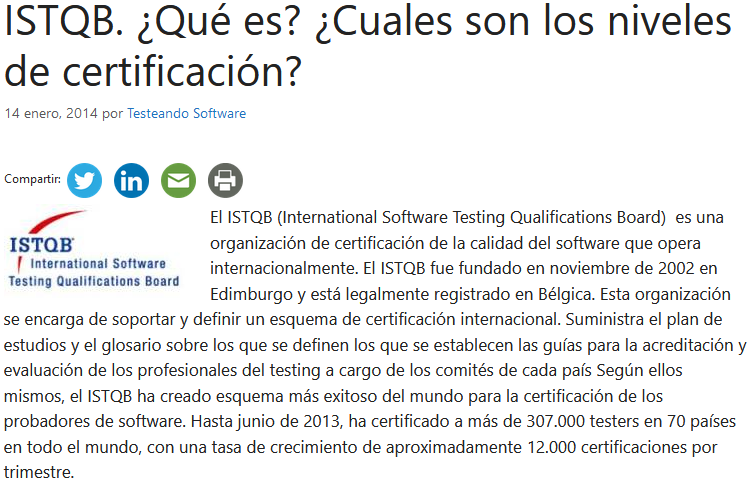 ISTQB. ¿Qué es? ¿Cuales son los niveles
de certificación?
14 enero, 2014 por Testeando Software
Compartir:
in
ISTQB®
International Software
Testing Qualifications Board
El ISTQB (International Software Testing Qualifications Board)  es una
organización de certificación de la calidad del software que opera
internacionalmente. El ISTQB fue fundado en noviembre de 2002 en
Edimburgo y está legalmente registrado en Bélgica. Esta organización
se encarga de soportar y definir un esquema de certificación internacional. Suministra el plan de
estudios y el glosario sobre los que se definen los que se establecen las guías para la acreditación y
evaluación de los profesionales del testing a cargo de los comités de cada país Según ellos
mismos, el ISTQB ha creado esquema más exitoso del mundo para la certificación de los
probadores de software. Hasta junio de 2013, ha certificado a más de 307.000 testers en 70 países
en todo el mundo, con una tasa de crecimiento de aproximadamente 12.000 certificaciones por
trimestre.